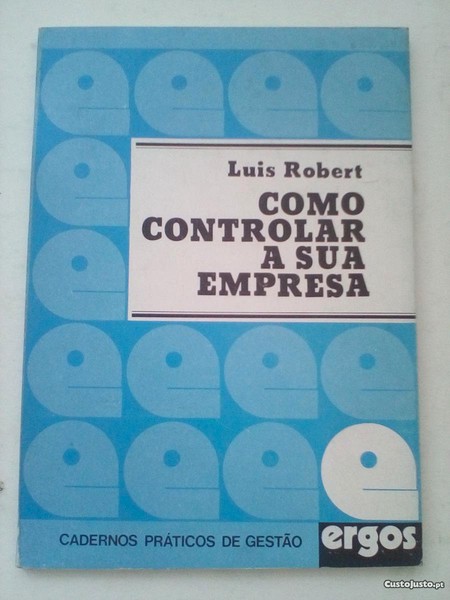 Luis Robert
COMO
CONTROLAR
A SUA
EMPRESA
CADERNOS PRÁTICOS DE GESTÃO
e
ergos
CustoJusto.pt